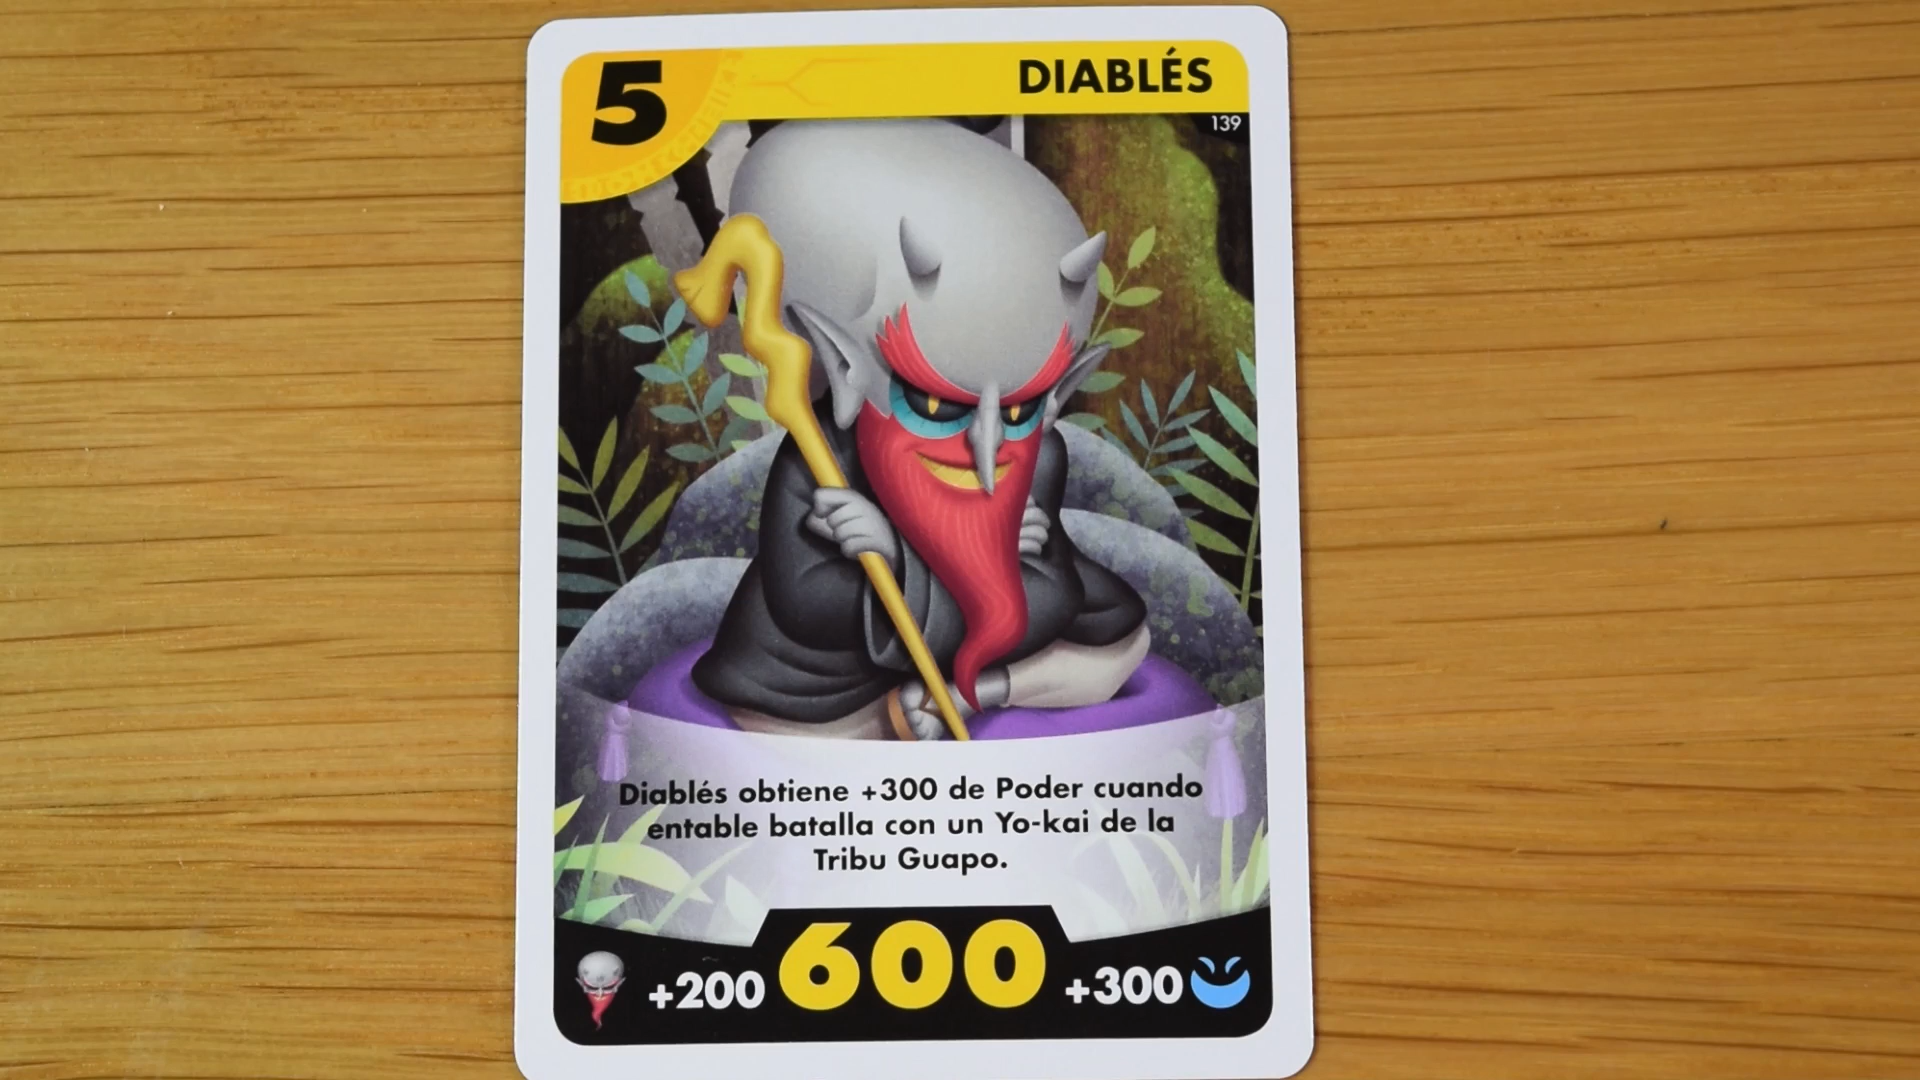 5
DIABLÉS
139
Diablés obtiene +300 de Poder cuando
entable batalla con un Yo-kai de la
Tribu Guapo.
+200 600 +300